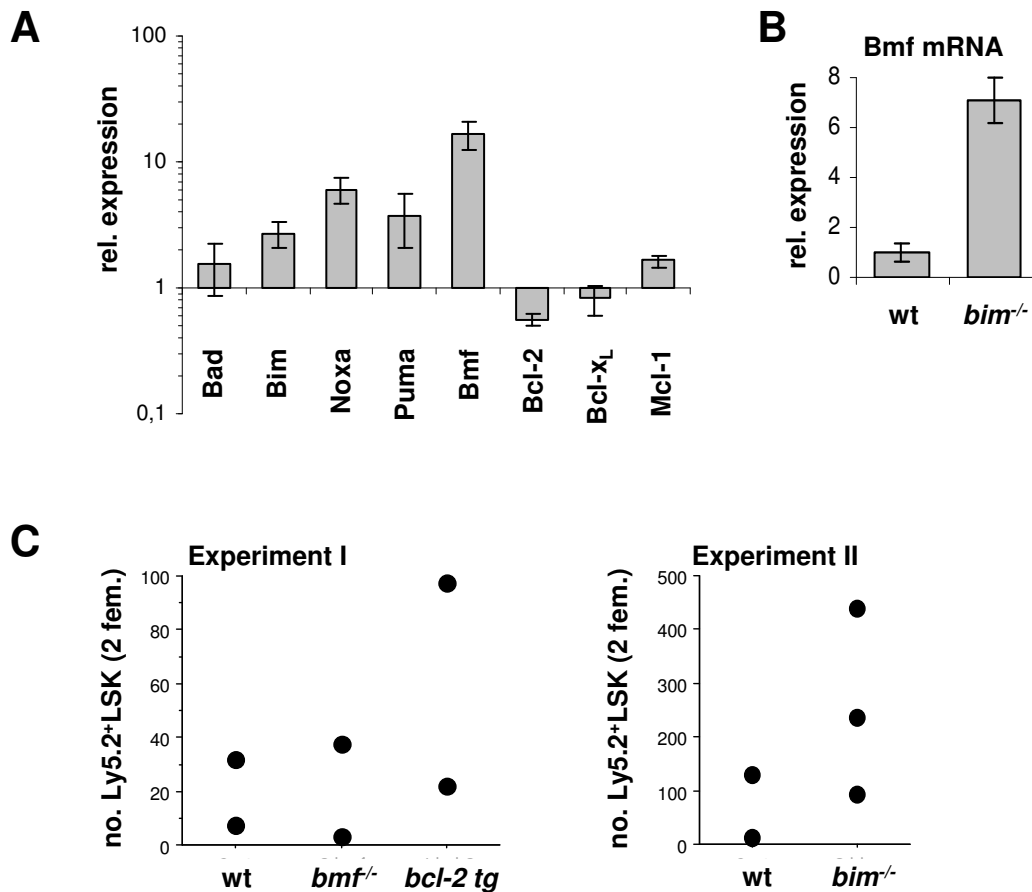 A
100
10
1
0,1
rel. expression
Bad
Bim
Noxa
Puma
Bmf
Bcl-2
Bcl-xL
Mcl-1
B
Bmf mRNA
8
6
4
2
0
rel. expression
wt
bim-/-
C
Experiment I
100
80
60
40
20
0
no. Ly5.2+LSK (2 fem.)
wt
bmf-/-
bcl-2 tg
Experiment II
500
400
300
200
100
0
no. Ly5.2+LSK (2 fem.)
wt
bim-/-